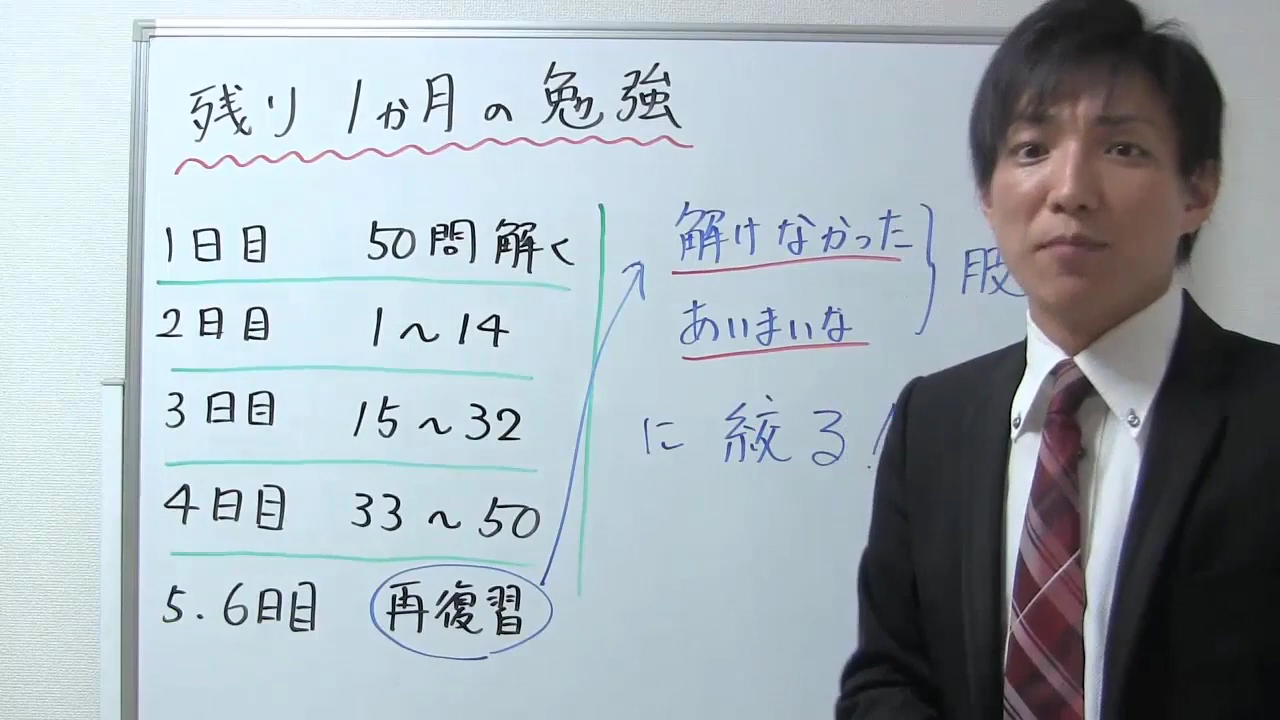 残り 1か月の勉強
1日目 50問解く
2日目 1～14
3日目 15～32
4日目 33～50
5.6日目 再復習
解けなかった
あいまいな
肢
に絞る!